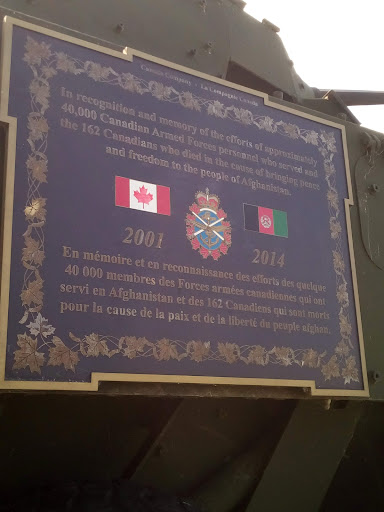 Canada Company - La Compagnie Canada
In recognition and memory of the efforts of approximately
40,000 Canadian Armed Forces personnel who served and
the 162 Canadians who died in the cause of bringing peace
and freedom to the people of Afghanistan.
2001 2014
En mémoire et en reconnaissance des efforts des quelque
40 000 membres des Forces armées canadiennes qui ont
servi en Afghanistan et des 162 Canadiens qui sont morts
pour la cause de la paix et de la liberté du peuple afghan.